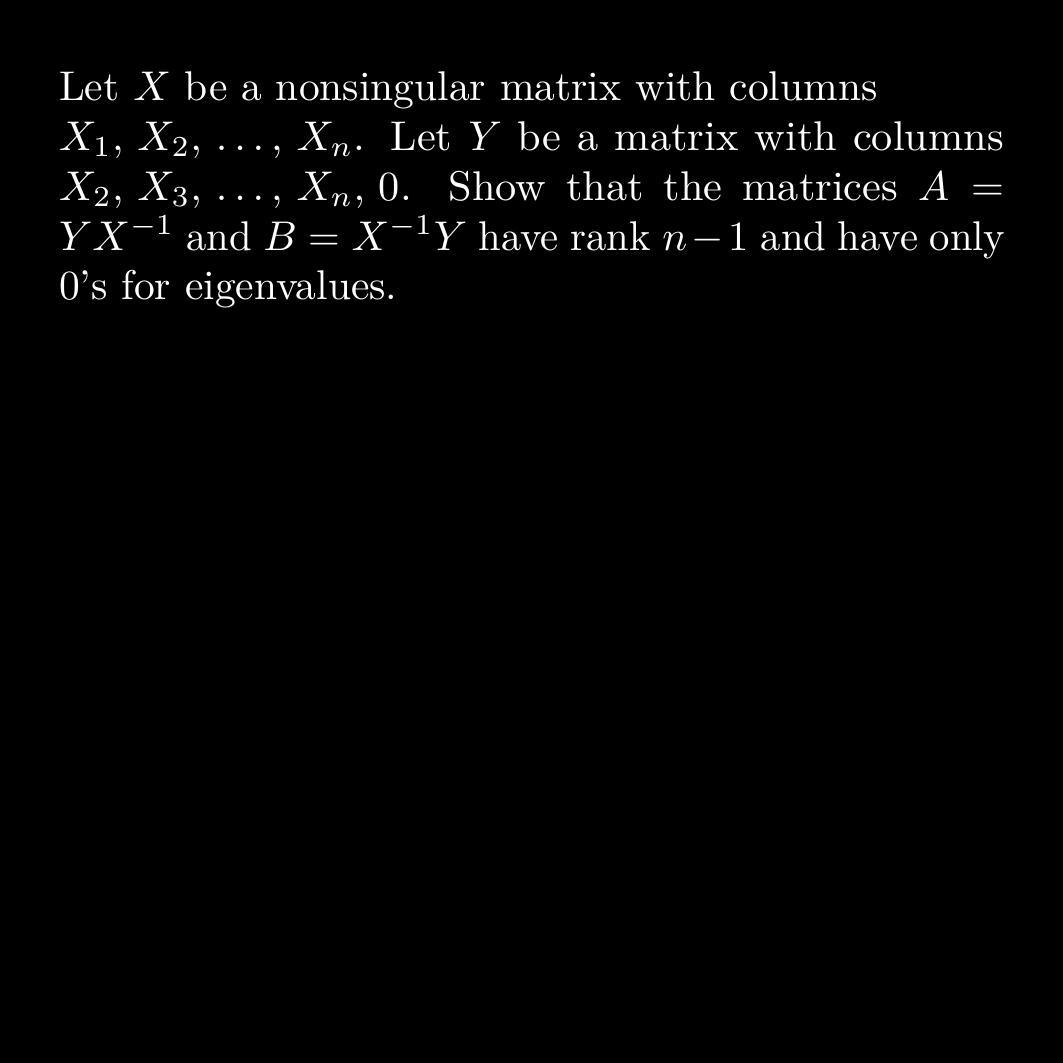 Let $X$ be a nonsingular matrix with columns
$X_1$, $X_2$, $\ldots$, $X_n$. Let $Y$ be a matrix with columns
$X_2$, $X_3$, $\ldots$, $X_n$, 0. Show that the matrices $A =$
$YX^{-1}$ and $B = X^{-1}Y$ have rank $n-1$ and have only
0's for eigenvalues.